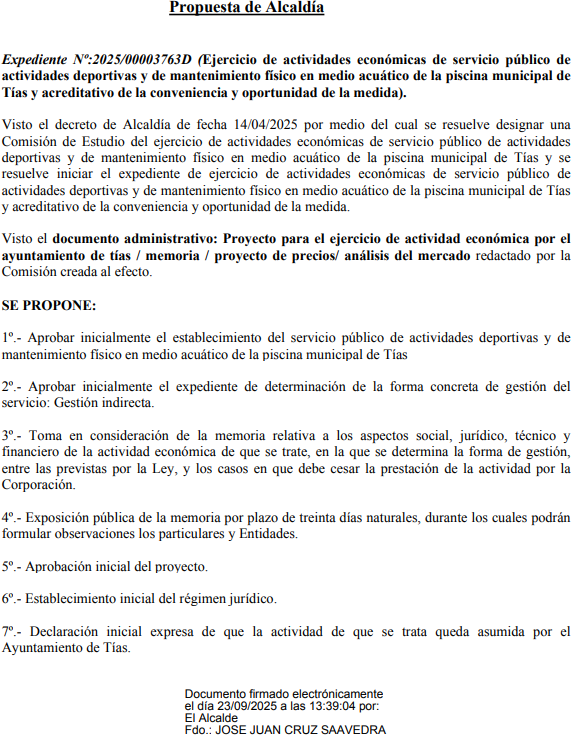 Propuesta de Alcaldía
Expediente Nº:2025/00003763D (Ejercicio de actividades económicas de servicio público de
actividades deportivas y de mantenimiento físico en medio acuático de la piscina municipal de
Tías y acreditativo de la conveniencia y oportunidad de la medida).
Visto el decreto de Alcaldía de fecha 14/04/2025 por medio del cual se resuelve designar una
Comisión de Estudio del ejercicio de actividades económicas de servicio público de actividades
deportivas y de mantenimiento físico en medio acuático de la piscina municipal de Tías y se
resuelve iniciar el expediente de ejercicio de actividades económicas de servicio público de
actividades deportivas y de mantenimiento físico en medio acuático de la piscina municipal de Tías
y acreditativo de la conveniencia y oportunidad de la medida.
Visto el documento administrativo: Proyecto para el ejercicio de actividad económica por el
ayuntamiento de tías / memoria / proyecto de precios/ análisis del mercado redactado por la
Comisión creada al efecto.
SE PROPONE:
1º.- Aprobar inicialmente el establecimiento del servicio público de actividades deportivas y de
mantenimiento físico en medio acuático de la piscina municipal de Tías
2º.- Aprobar inicialmente el expediente de determinación de la forma concreta de gestión del
servicio: Gestión indirecta.
3º.- Toma en consideración de la memoria relativa a los aspectos social, jurídico, técnico y
financiero de la actividad económica de que se trate, en la que se determina la forma de gestión,
entre las previstas por la Ley, y los casos en que debe cesar la prestación de la actividad por la
Corporación.
4º.- Exposición pública de la memoria por plazo de treinta días naturales, durante los cuales podrán
formular observaciones los particulares y Entidades.
5º.- Aprobación inicial del proyecto.
6º.- Establecimiento inicial del régimen jurídico.
7º.- Declaración inicial expresa de que la actividad de que se trata queda asumida por el
Ayuntamiento de Tías.
Documento firmado electrónicamente
el día 23/09/2025 a las 13:39:04 por:
El Alcalde
Fdo.: JOSE JUAN CRUZ SAAVEDRA